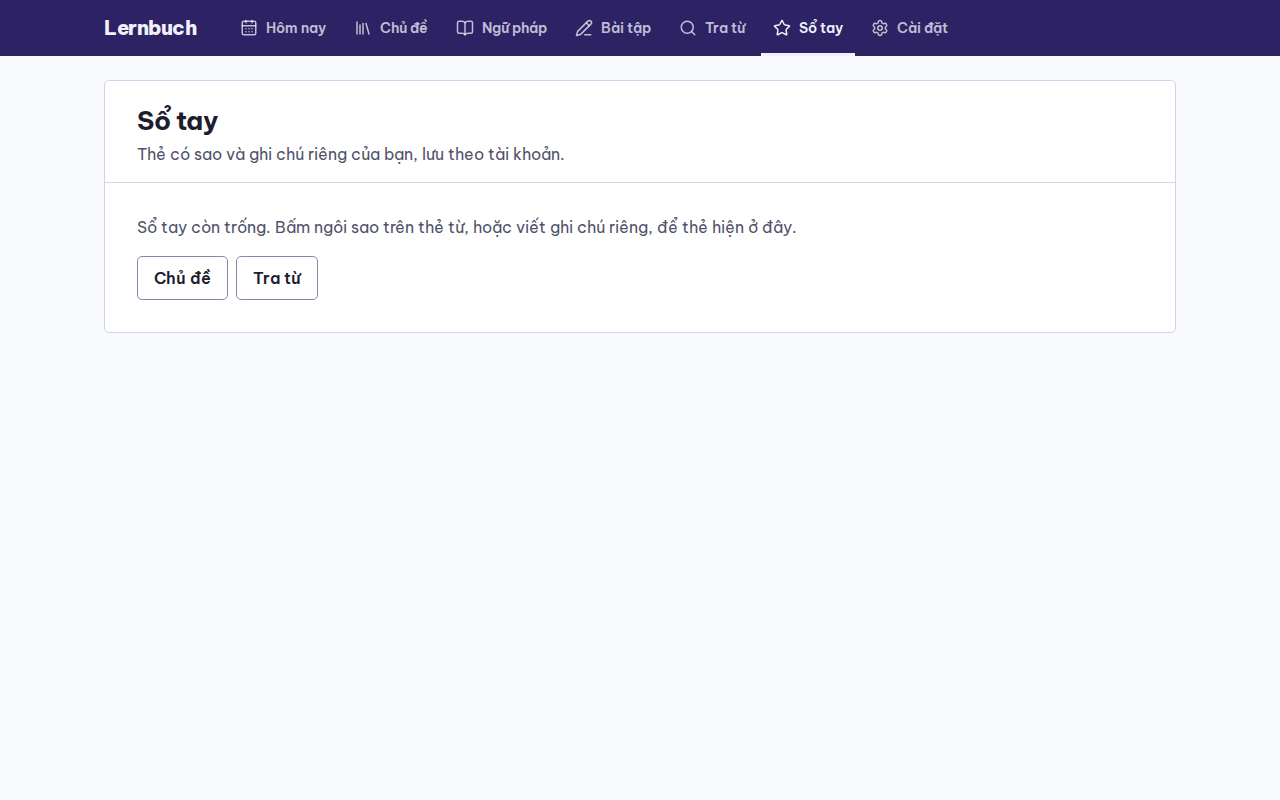 Lernbuch
Hôm nay
Chủ đề
Ngữ pháp
Bài tập
Tra từ
Sổ tay
Cài đặt
Sổ tay
Thẻ có sao và ghi chú riêng của bạn, lưu theo tài khoản.
Sổ tay còn trống. Bấm ngôi sao trên thẻ từ, hoặc viết ghi chú riêng, để thẻ hiện ở đây.
Chủ đề
Tra từ